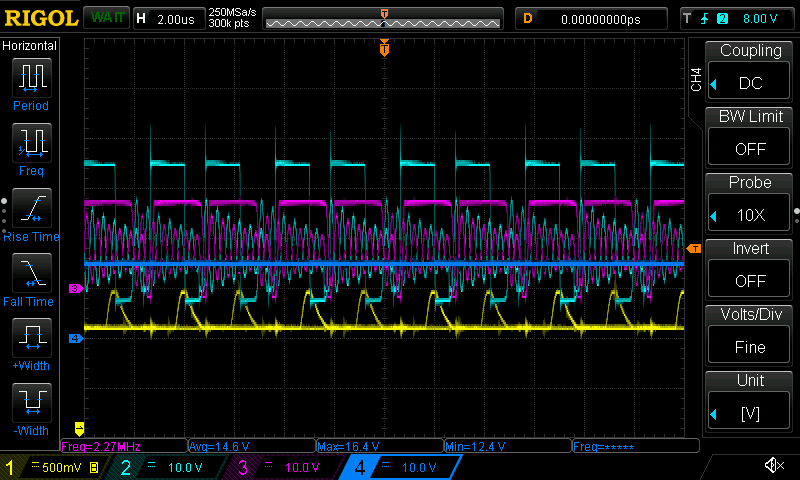 RIGOL WAIT H 2.00us 250MSa/s D 0.00000000ps T 2 8.00 V
300k pts
T
Horizontal
Period
Freq
Rise Time
Fall Time
+Width
-Width
CH4
Coupling
DC
BW Limit
OFF
Probe
10X
Invert
OFF
Volts/Div
Fine
Unit
[V]
T
3
4
1
Freq=2.27MHz Avg=14.6 V Max=16.4 V Min=12.4 V Freq=*****
1 500mV B 2 10.0 V 3 10.0 V 4 10.0 V